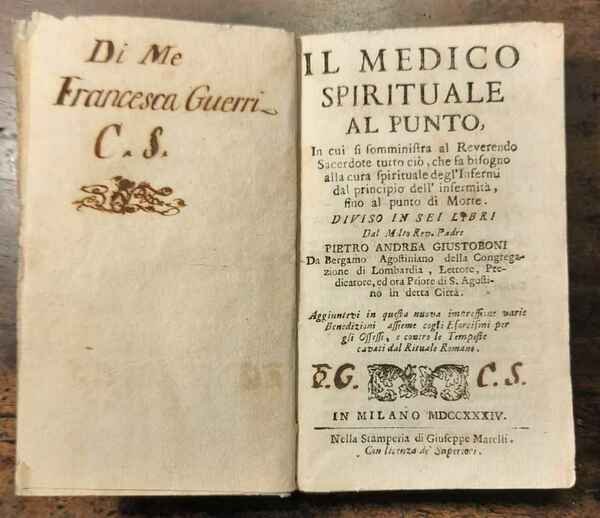 Di Me
Francesca Guerri
C. S.
IL MEDICO
SPIRITUALE
AL PUNTO,
In cui si somministra al Reverendo
Sacerdote tutto ciò, che fa bisogno
alla cura spirituale degl'Infermi
dal principio dell' infermità,
fino al punto di Morte.
DIVISO IN SEI LIBRI
Dal Molto Rev. Padre
PIETRO ANDREA GIUSTOBONI
Da Bergamo Agostiniano della Congrega-
zione di Lombardia, Lettore, Pre-
dicatore, ed ora Priore di S. Agosti-
no in detta Città.
Aggiuntevi in questa nuova impressione varie
Benedizioni assieme cogli Esorcismi per
gli Ossessi, e contro le Tempeste
cavati dal Rituale Romano.
F.G. C.S.
IN MILANO MDCCXXXIV.
Nella Stamperia di Giuseppe Marelli.
Con licenza de' Superiori.